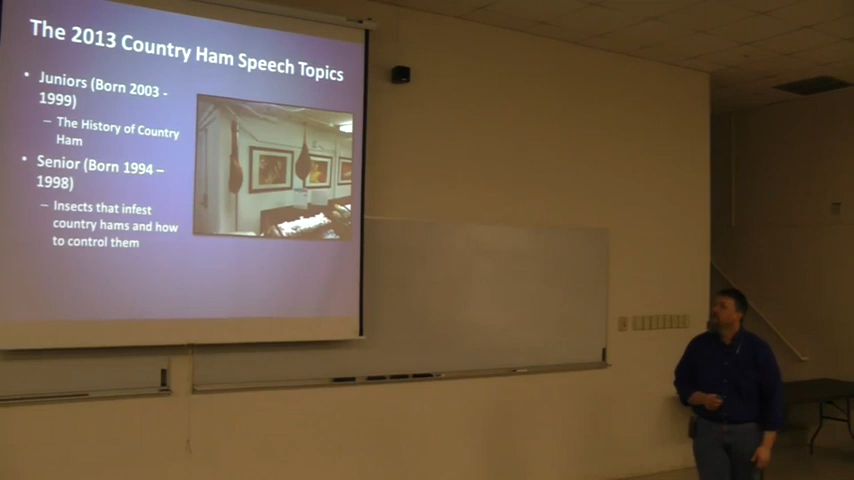 The 2013 Country Ham Speech Topics
• Juniors (Born 2003 -
1999)
– The History of Country
Ham
• Senior (Born 1994 –
1998)
– Insects that infest
country hams and how
to control them